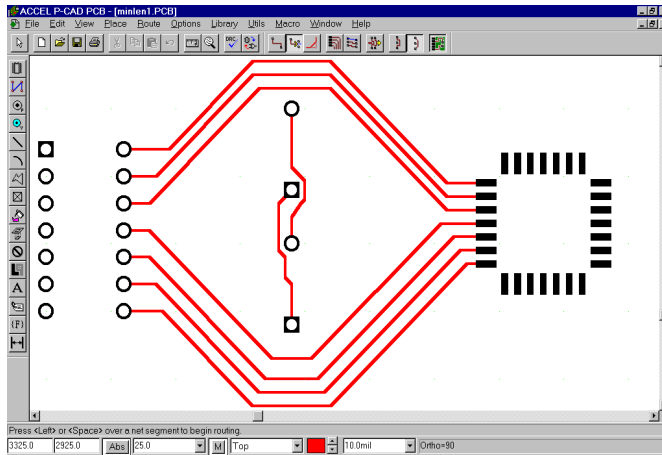 ACCEL P-CAD PCB - [minlen1.PCB]
File Edit View Place Route Options Library Utils Macro Window Help
DRC
A
{F}
Press <Left> or <Space> over a net segment to begin routing.
3325.0 2925.0 Abs 25.0 M Top 10.0mil Ortho=90